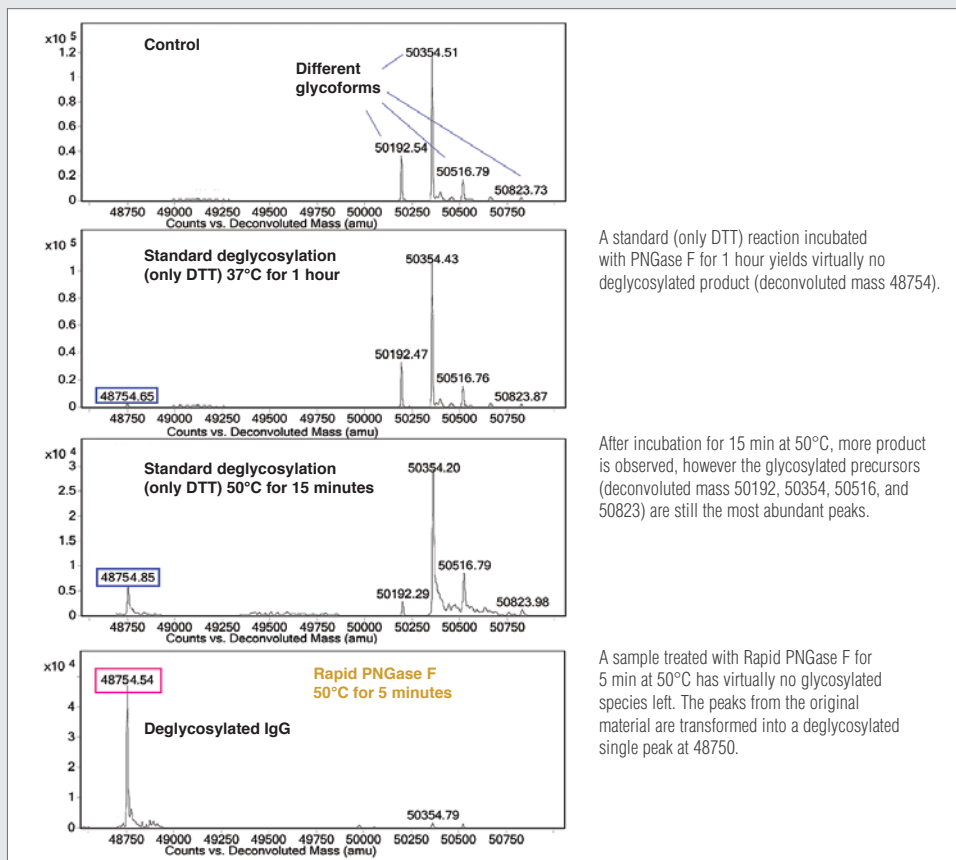 x10 5
Control
50354.51
1.2
Different
glycoforms
1
0.8
0.6
50192.54
0.4
50516.79
0.2
50823.73
0
48750 49000 49250 49500 49750 50000 50250 50500 50750
Counts vs. Deconvoluted Mass (amu)
x10 5
Standard deglycosylation
(only DTT) 37°C for 1 hour
50354.43
1
0.8
0.6
50192.47
0.4
50516.76
0.2
48754.65
50823.87
0
48750 49000 49250 49500 49750 50000 50250 50500 50750
Counts vs. Deconvoluted Mass (amu)
A standard (only DTT) reaction incubated
with PNGase F for 1 hour yields virtually no
deglycosylated product (deconvoluted mass 48754).
x10 4
Standard deglycosylation
(only DTT) 50°C for 15 minutes
50354.20
3
2.5
2
1.5
1
50516.79
48754.85
0.5
50192.29
50823.98
0
48750 49000 49250 49500 49750 50000 50250 50500 50750
Counts vs. Deconvoluted Mass (amu)
After incubation for 15 min at 50°C, more product
is observed, however the glycosylated precursors
(deconvoluted mass 50192, 50354, 50516, and
50823) are still the most abundant peaks.
x10 4
48754.54
Rapid PNGase F
50°C for 5 minutes
4
Deglycosylated IgG
3
2
1
50354.79
0
48750 49000 49250 49500 49750 50000 50250 50500 50750
Counts vs. Deconvoluted Mass (amu)
A sample treated with Rapid PNGase F for
5 min at 50°C has virtually no glycosylated
species left. The peaks from the original
material are transformed into a deglycosylated
single peak at 48750.